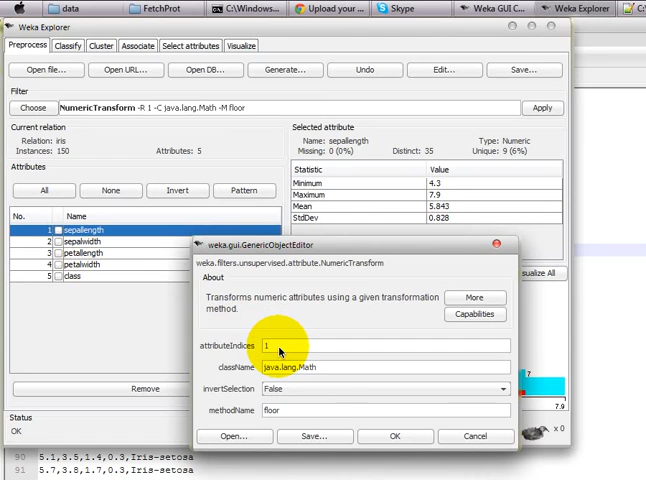 data FetchProt C:\Windows... Upload your ... Skype Weka GUI C... Weka Explorer
Weka Explorer
Preprocess Classify Cluster Associate Select attributes Visualize
Open file... Open URL... Open DB... Generate... Undo Edit... Save...
Filter
Choose NumericTransform -R 1 -C java.lang.Math -M floor Apply
Current relation
Relation: iris
Instances: 150 Attributes: 5
Selected attribute
Name: sepallength Type: Numeric
Missing: 0 (0%) Distinct: 35 Unique: 9 (6%)
Attributes
All None Invert Pattern
Statistic Value
Minimum 4.3
Maximum 7.9
Mean 5.843
StdDev 0.828
No. Name
1 sepallength
2 sepalwidth
3 petallength
4 petalwidth
5 class
Remove
weka.gui.GenericObjectEditor
weka.filters.unsupervised.attribute.NumericTransform
About
Transforms numeric attributes using a given transformation
method.
More
Capabilities
attributeIndices 1
className java.lang.Math
invertSelection False
methodName floor
Open... Save... OK Cancel
sualize All
7
7.9
Status
OK
x 0
90 5.1,3.5,1.4,0.3,Iris-setosa
91 5.7,3.8,1.7,0.3,Iris-setosa